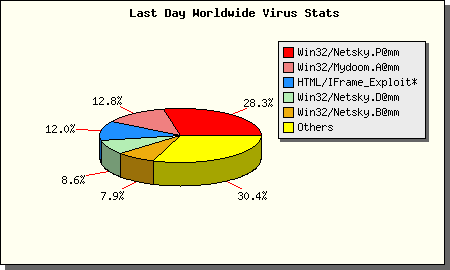 Last Day Worldwide Virus Stats
Win32/Netsky.P@mm
Win32/Mydoom.A@mm
HTML/IFrame_Exploit*
Win32/Netsky.D@mm
Win32/Netsky.B@mm
Others
12.8%
28.3%
12.0%
8.6%
7.9%
30.4%